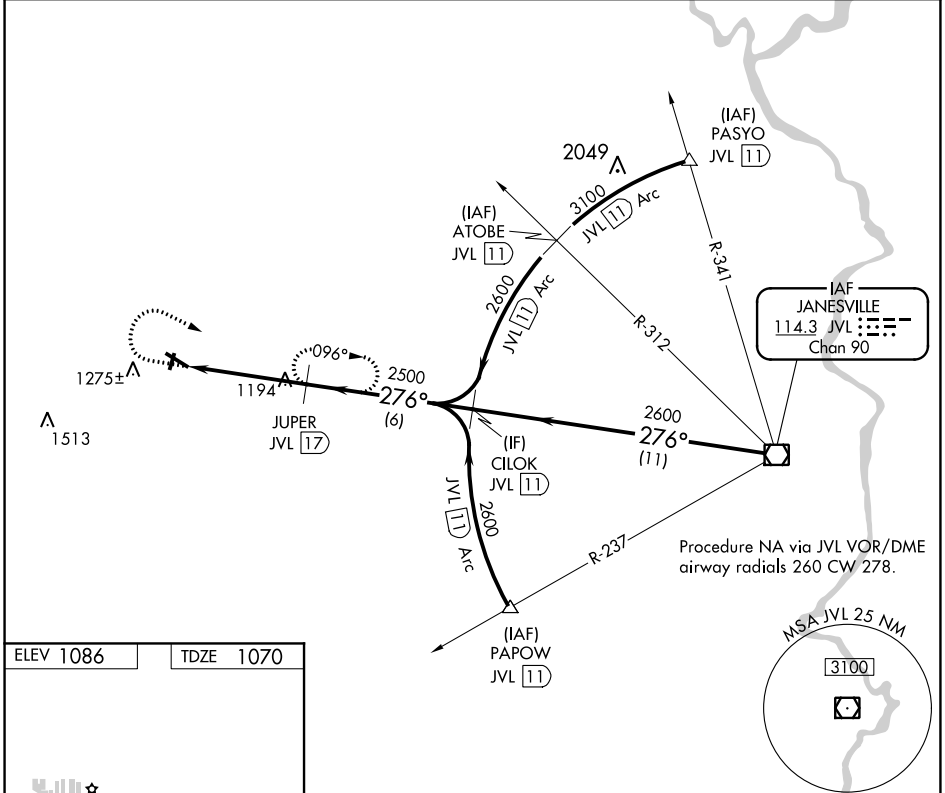 (IAF)
PASYO
JVL 11
2049
3100
JVL 11 Arc
(IAF)
ATOBE
JVL 11
R-341
2600
JVL 11 Arc
R-312
IAF
JANESVILLE
114.3 JVL
Chan 90
096°
1275±
1194
2500
276°
(6)
2600
276°
(11)
1513
JUPER
JVL 17
(IF)
CILOK
JVL 11
JVL 11 Arc
2600
R-237
Procedure NA via JVL VOR/DME
airway radials 260 CW 278.
(IAF)
PAPOW
JVL 11
MSA JVL 25 NM
3100
ELEV 1086
TDZE 1070